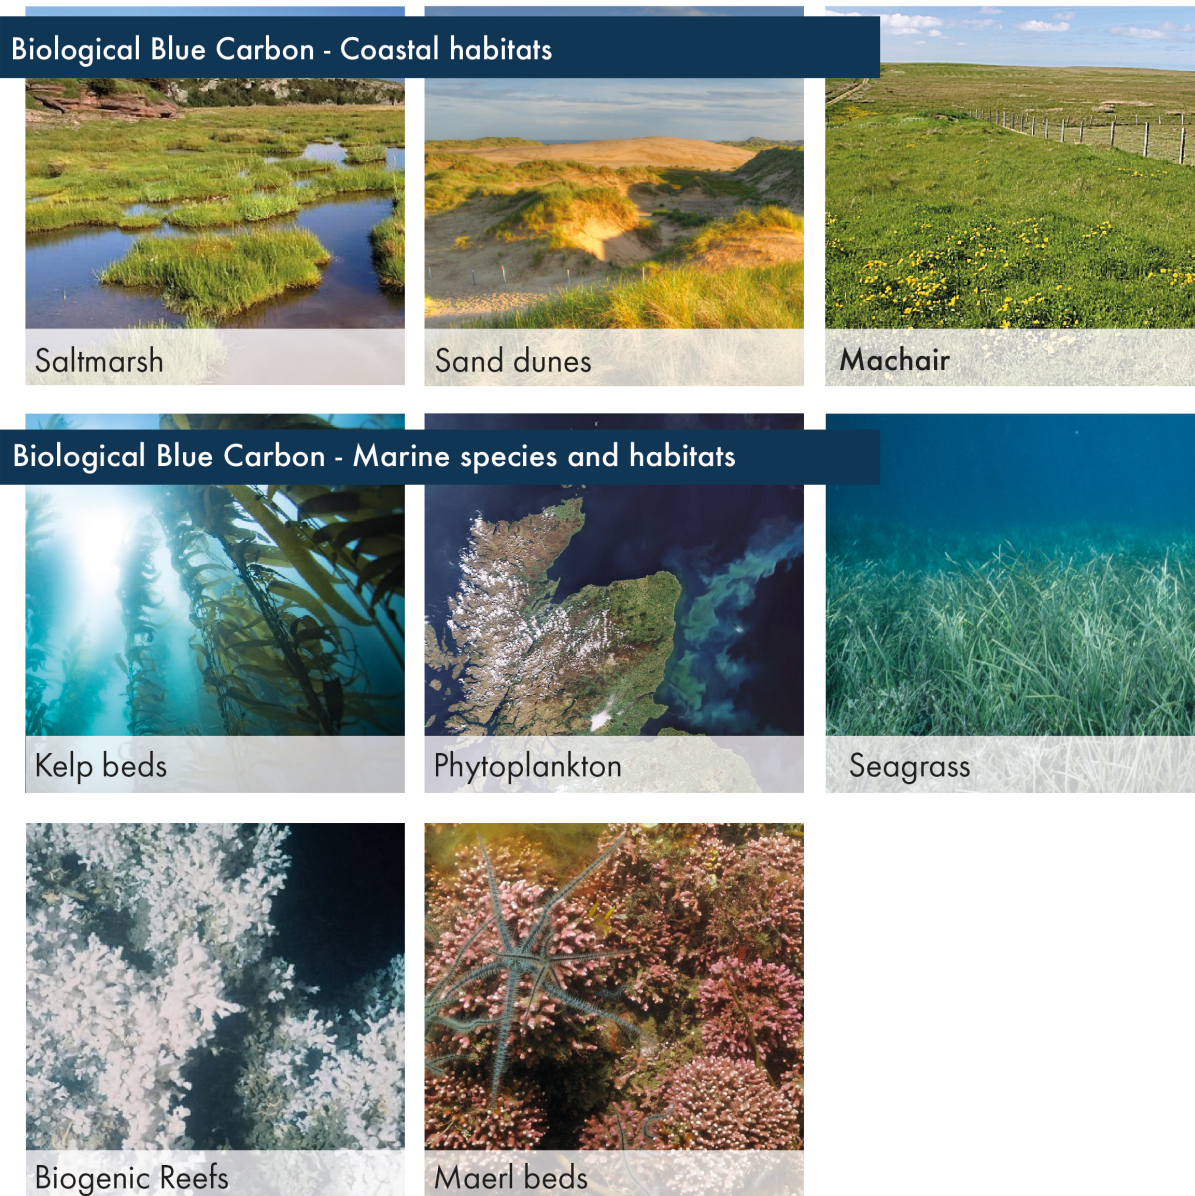 Biological Blue Carbon - Coastal habitats
Saltmarsh
Sand dunes
Machair
Biological Blue Carbon - Marine species and habitats
Kelp beds
Phytoplankton
Seagrass
Biogenic Reefs
Maerl beds